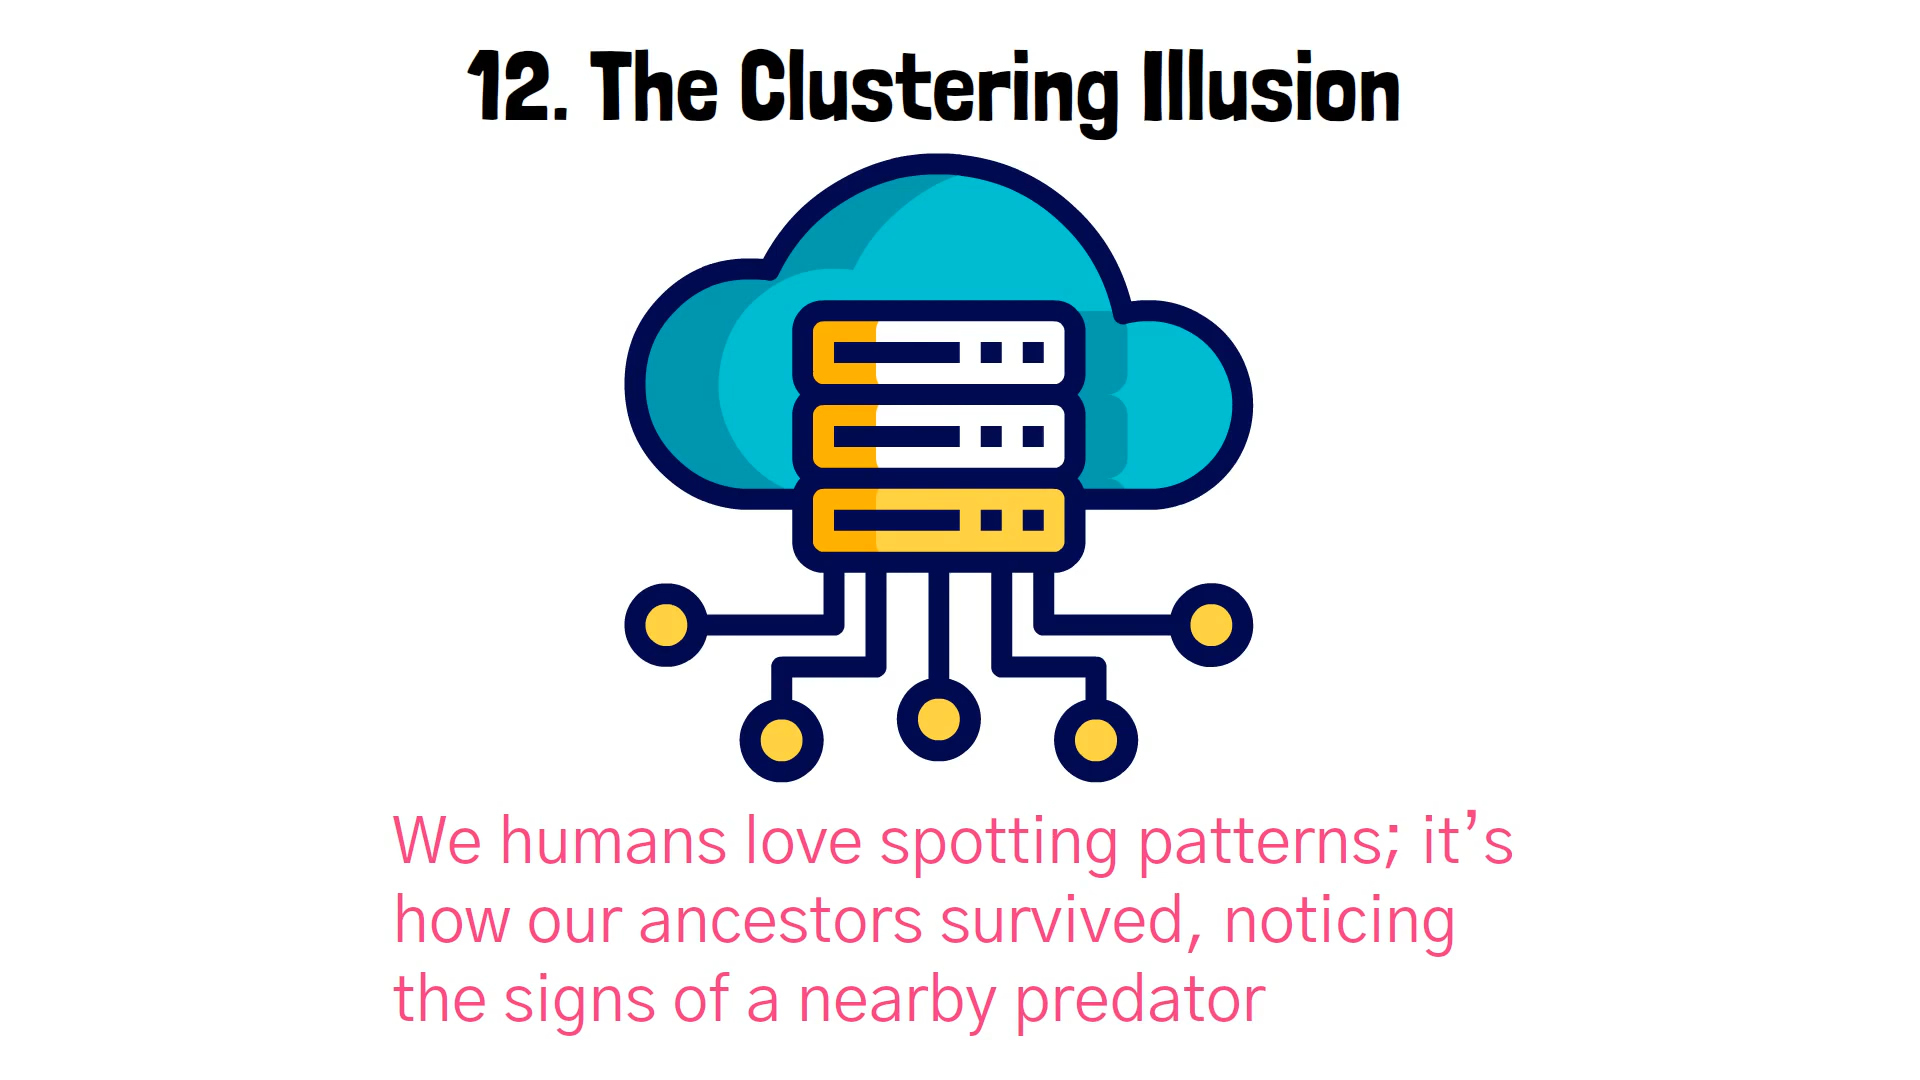 12. The Clustering Illusion
We humans love spotting patterns; it’s
how our ancestors survived, noticing
the signs of a nearby predator